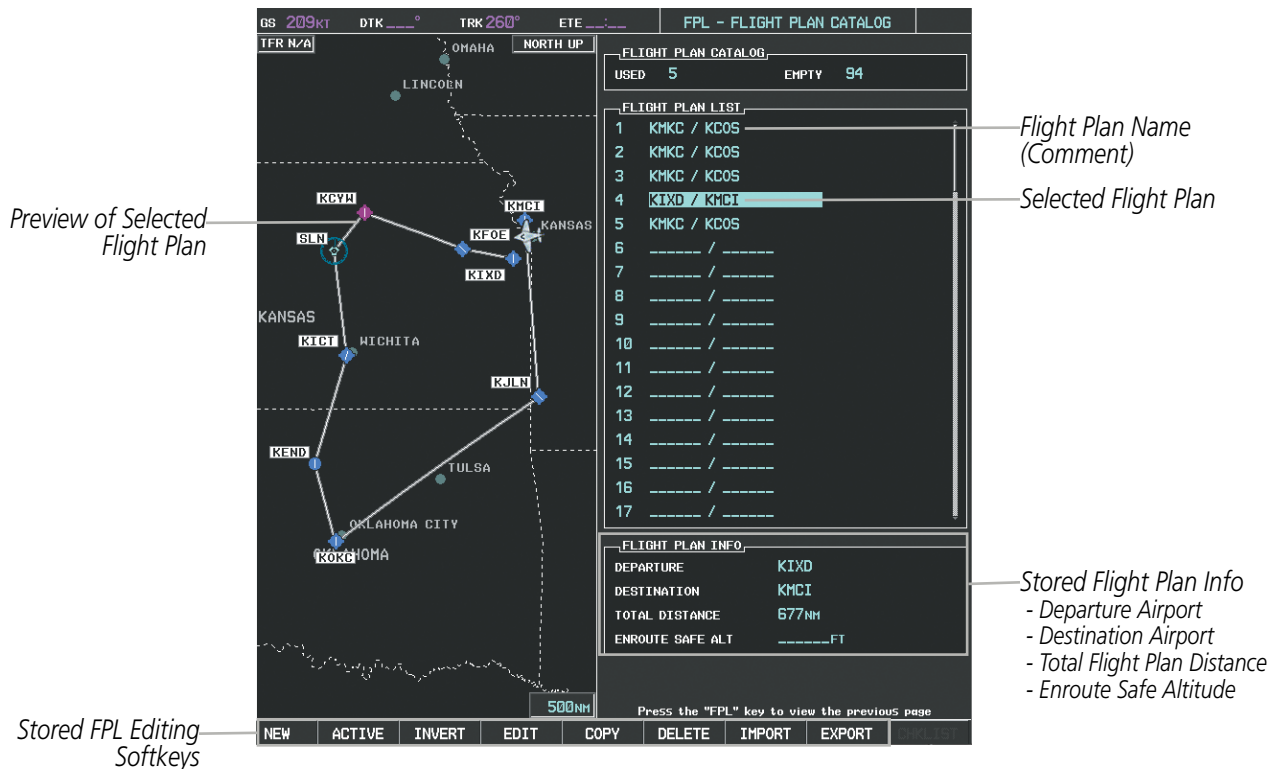 GS 209KT DTK ___° TRK 260° ETE __:__ FPL – FLIGHT PLAN CATALOG
TFR N/A
NORTH UP
OMAHA
LINCOLN
KCYW
KMCI
KANSAS
KFOE
SLN
KIXD
KANSAS
KICT
WICHITA
KJLN
KEND
TULSA
OKLAHOMA CITY
OKLAHOMA
KOKC
500NM
FLIGHT PLAN CATALOG
USED 5 EMPTY 94
FLIGHT PLAN LIST
1 KMKC / KCOS
2 KMKC / KCOS
3 KMKC / KCOS
4 KIXD / KMCI
5 KMKC / KCOS
6 ______ / ______
7 ______ / ______
8 ______ / ______
9 ______ / ______
10 ______ / ______
11 ______ / ______
12 ______ / ______
13 ______ / ______
14 ______ / ______
15 ______ / ______
16 ______ / ______
17 ______ / ______
FLIGHT PLAN INFO
DEPARTURE KIXD
DESTINATION KMCI
TOTAL DISTANCE 677NM
ENROUTE SAFE ALT ______FT
Press the "FPL" key to view the previous page
NEW ACTIVE INVERT EDIT COPY DELETE IMPORT EXPORT CHKLIST
Preview of Selected
Flight Plan
Stored FPL Editing
Softkeys
Flight Plan Name
(Comment)
Selected Flight Plan
Stored Flight Plan Info
- Departure Airport
- Destination Airport
- Total Flight Plan Distance
- Enroute Safe Altitude